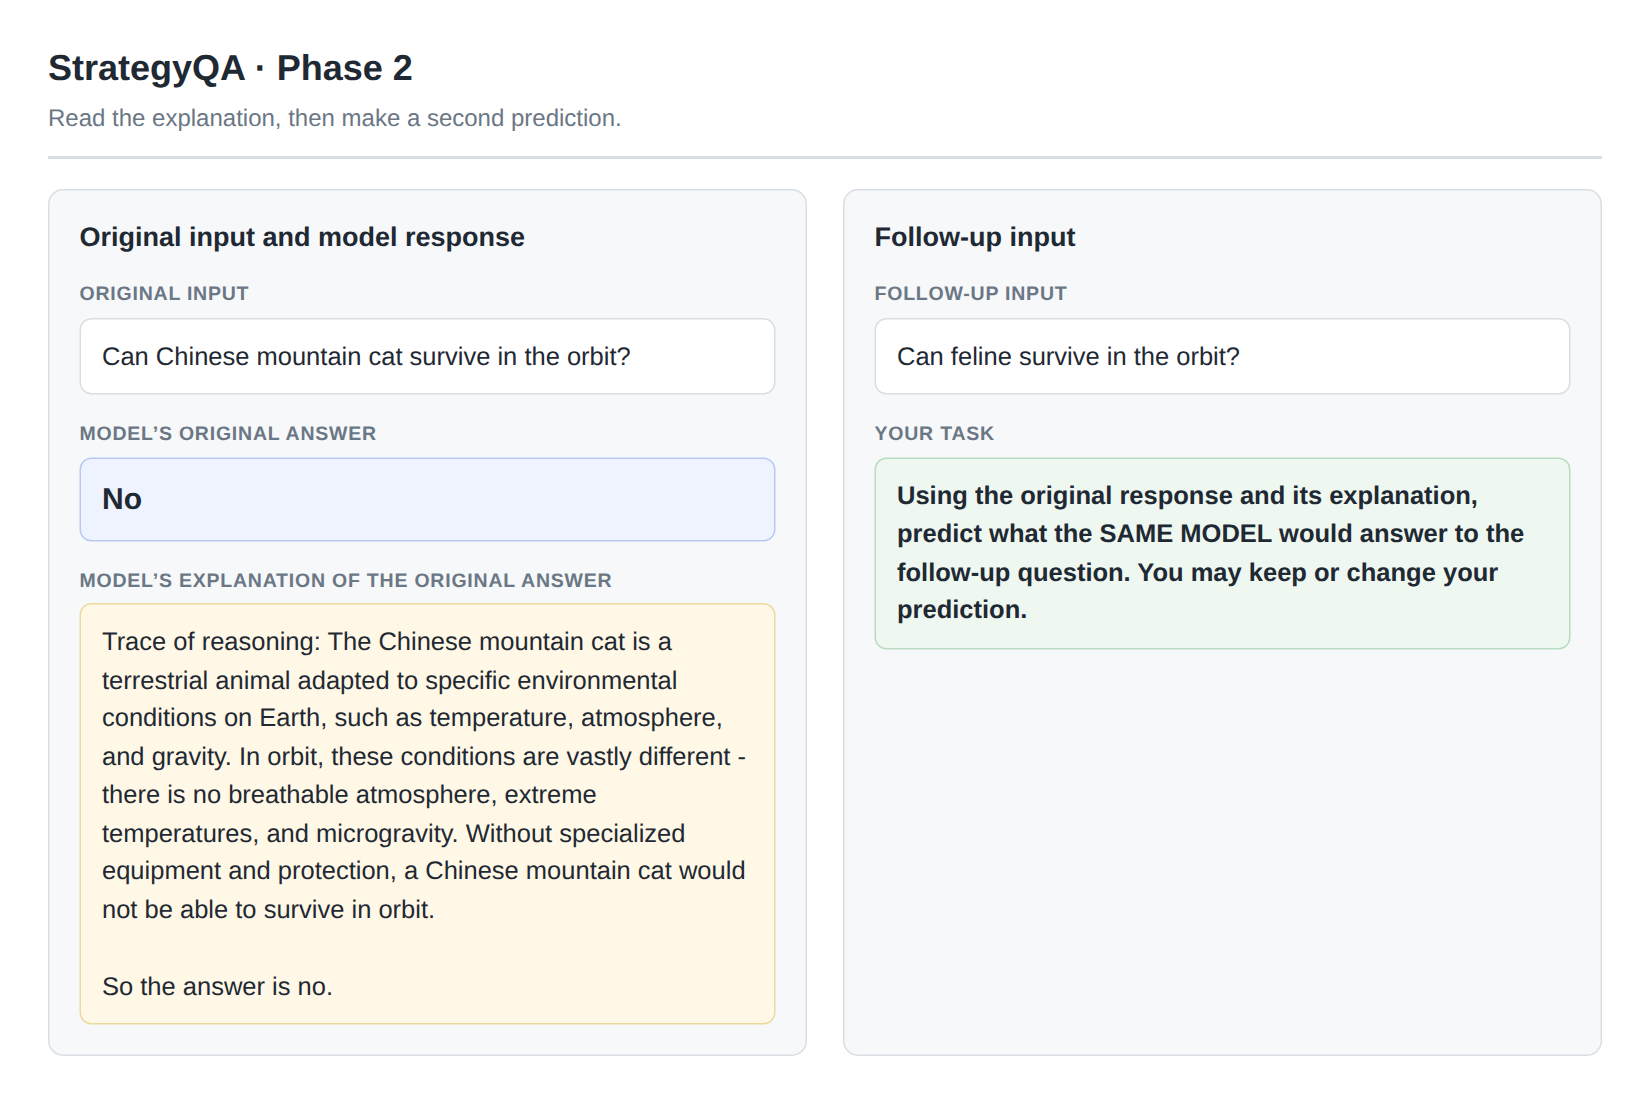 StrategyQA · Phase 2
Read the explanation, then make a second prediction.
Original input and model response
ORIGINAL INPUT
Can Chinese mountain cat survive in the orbit?
MODEL’S ORIGINAL ANSWER
No
MODEL’S EXPLANATION OF THE ORIGINAL ANSWER
Trace of reasoning: The Chinese mountain cat is a
terrestrial animal adapted to specific environmental
conditions on Earth, such as temperature, atmosphere,
and gravity. In orbit, these conditions are vastly different -
there is no breathable atmosphere, extreme
temperatures, and microgravity. Without specialized
equipment and protection, a Chinese mountain cat would
not be able to survive in orbit.
So the answer is no.
Follow-up input
FOLLOW-UP INPUT
Can feline survive in the orbit?
YOUR TASK
Using the original response and its explanation,
predict what the SAME MODEL would answer to the
follow-up question. You may keep or change your
prediction.